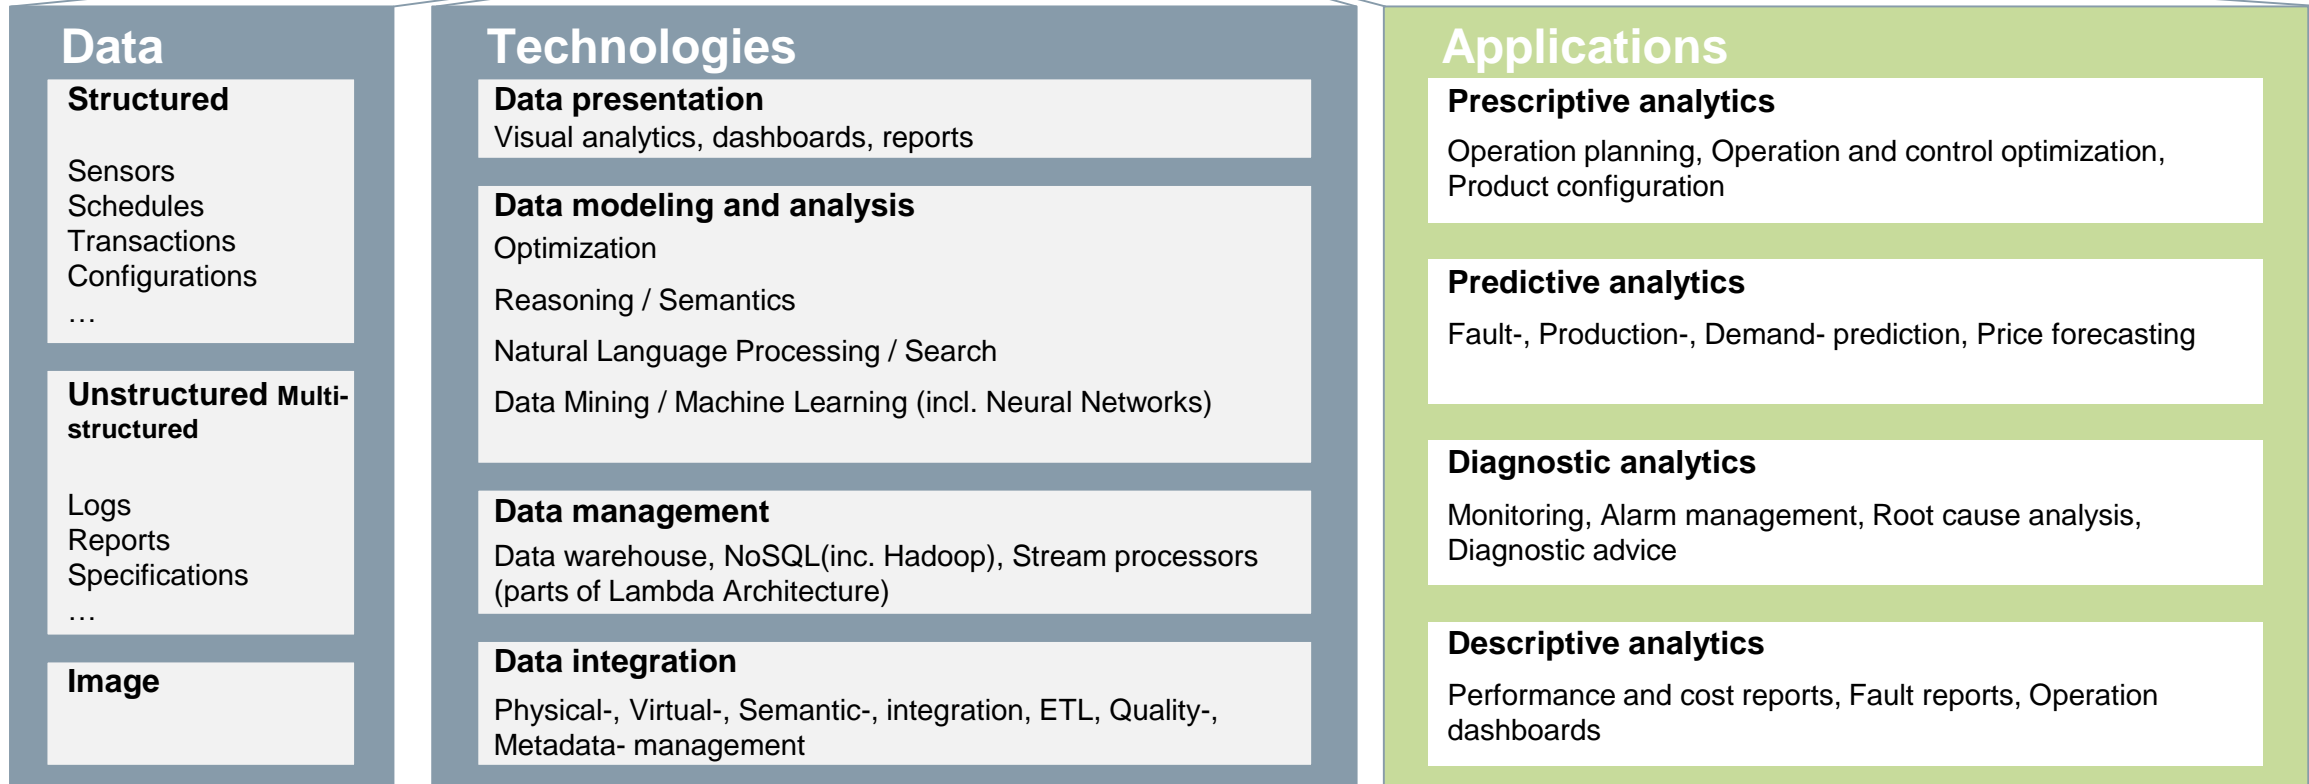 Data
Structured
Sensors
Schedules
Transactions
Configurations
…
Unstructured Multi-
structured
Logs
Reports
Specifications
…
Image
Technologies
Data presentation
Visual analytics, dashboards, reports
Data modeling and analysis
Optimization
Reasoning / Semantics
Natural Language Processing / Search
Data Mining / Machine Learning (incl. Neural Networks)
Data management
Data warehouse, NoSQL(inc. Hadoop), Stream processors
(parts of Lambda Architecture)
Data integration
Physical-, Virtual-, Semantic-, integration, ETL, Quality-,
Metadata- management
Applications
Prescriptive analytics
Operation planning, Operation and control optimization,
Product configuration
Predictive analytics
Fault-, Production-, Demand- prediction, Price forecasting
Diagnostic analytics
Monitoring, Alarm management, Root cause analysis,
Diagnostic advice
Descriptive analytics
Performance and cost reports, Fault reports, Operation
dashboards